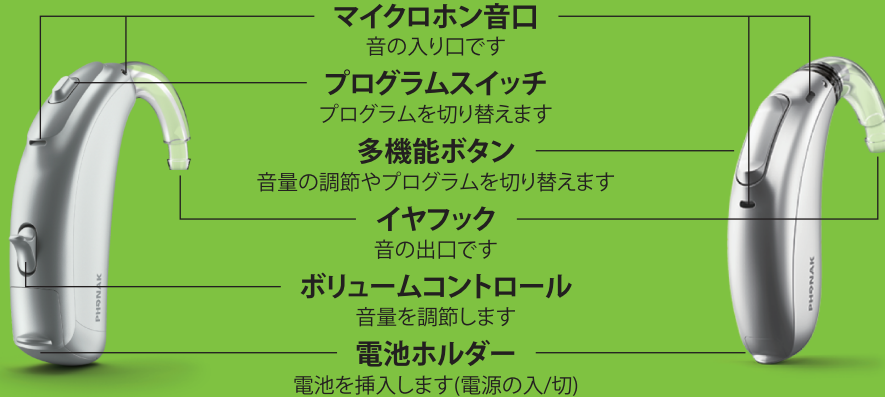 マイクロホン音口
音の入り口です
プログラムスイッチ
プログラムを切り替えます
多機能ボタン
音量の調節やプログラムを切り替えます
イヤフック
音の出口です
ボリュームコントロール
音量を調節します
電池ホルダー
電池を挿入します(電源の入/切)
PHONAK
PHONAK